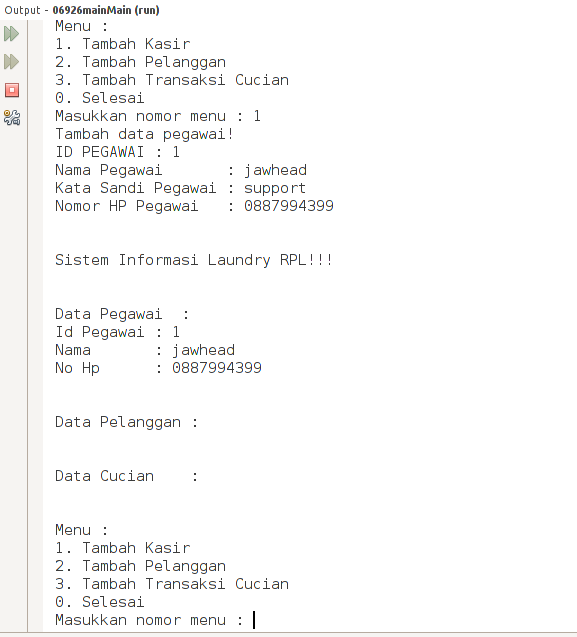 Output - 06926mainMain (run)
Menu :
1. Tambah Kasir
2. Tambah Pelanggan
3. Tambah Transaksi Cucian
0. Selesai
Masukkan nomor menu : 1
Tambah data pegawai!
ID PEGAWAI : 1
Nama Pegawai       : jawhead
Kata Sandi Pegawai : support
Nomor HP Pegawai   : 0887994399
Sistem Informasi Laundry RPL!!!
Data Pegawai  :
Id Pegawai : 1
Nama       : jawhead
No Hp      : 0887994399
Data Pelanggan :
Data Cucian    :
Menu :
1. Tambah Kasir
2. Tambah Pelanggan
3. Tambah Transaksi Cucian
0. Selesai
Masukkan nomor menu :